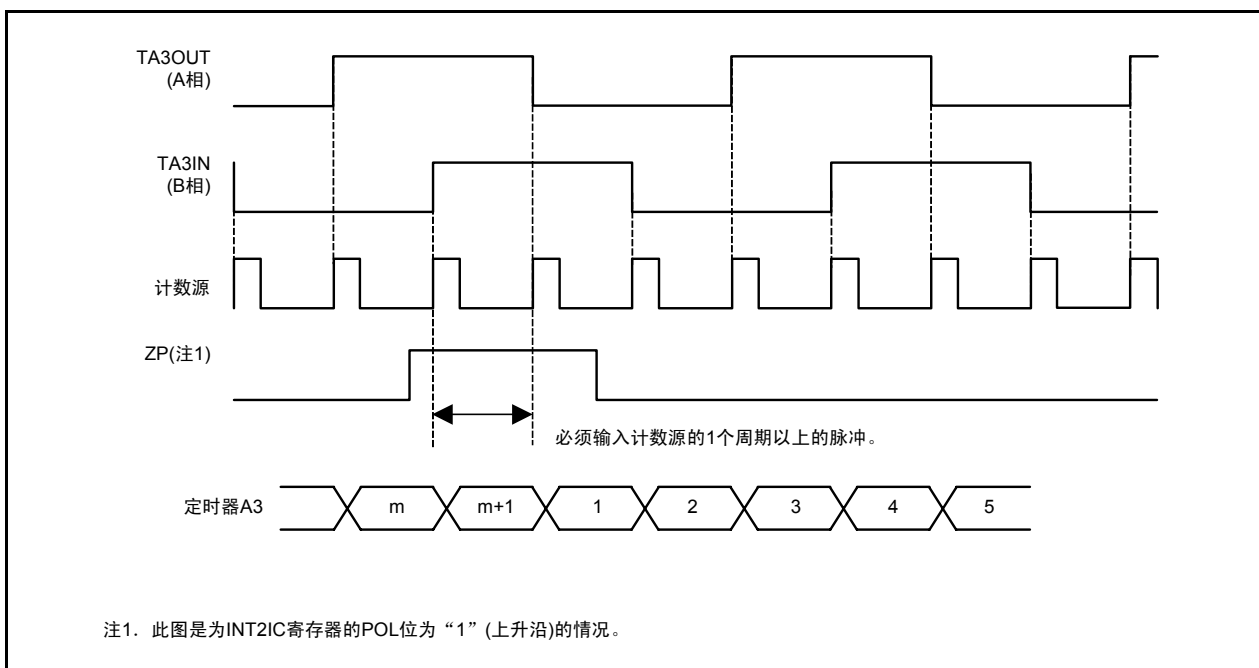 TA3OUT
(A相)
TA3IN
(B相)
计数源
ZP(注1)
必须输入计数源的1个周期以上的脉冲。
定时器A3 m m+1 1 2 3 4 5
注1. 此图是为INT2IC寄存器的POL位为“1”(上升沿)的情况。